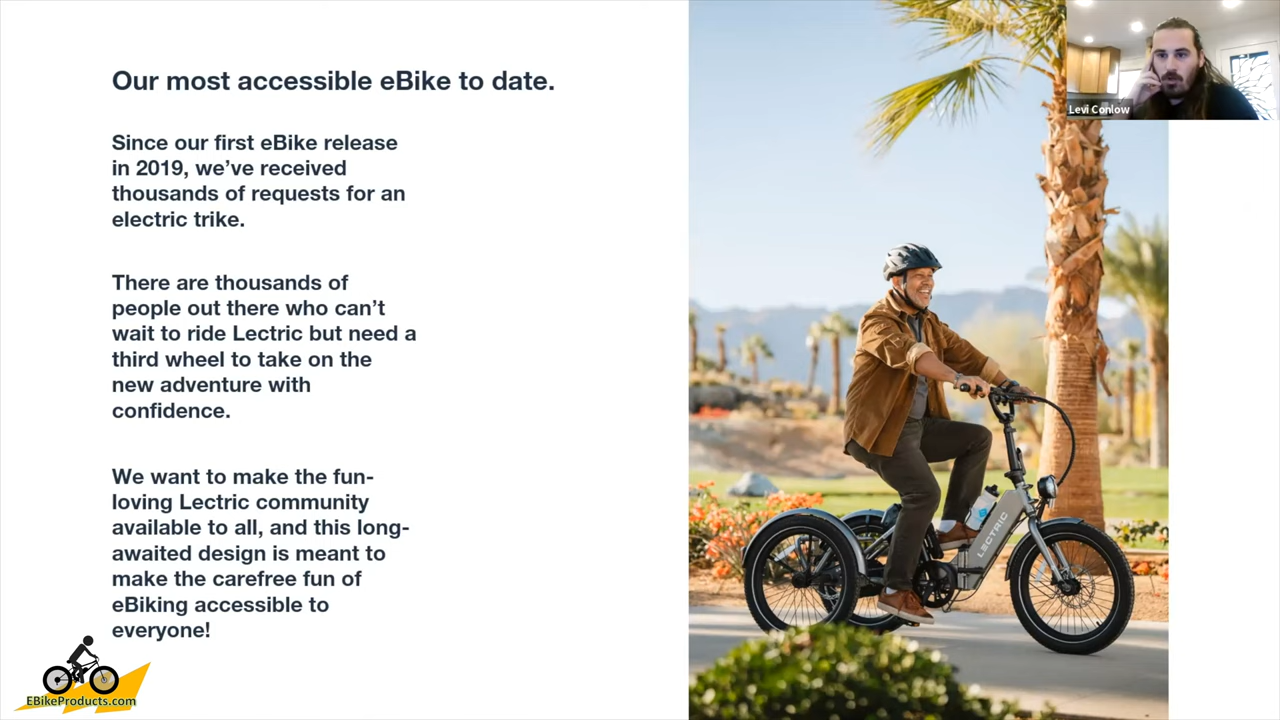 Our most accessible eBike to date.
Since our first eBike release
in 2019, we’ve received
thousands of requests for an
electric trike.
There are thousands of
people out there who can’t
wait to ride Lectric but need a
third wheel to take on the
new adventure with
confidence.
We want to make the fun-
loving Lectric community
available to all, and this long-
awaited design is meant to
make the carefree fun of
eBiking accessible to
everyone!
EBikeProducts.com
Levi Conlow
LECTRIC